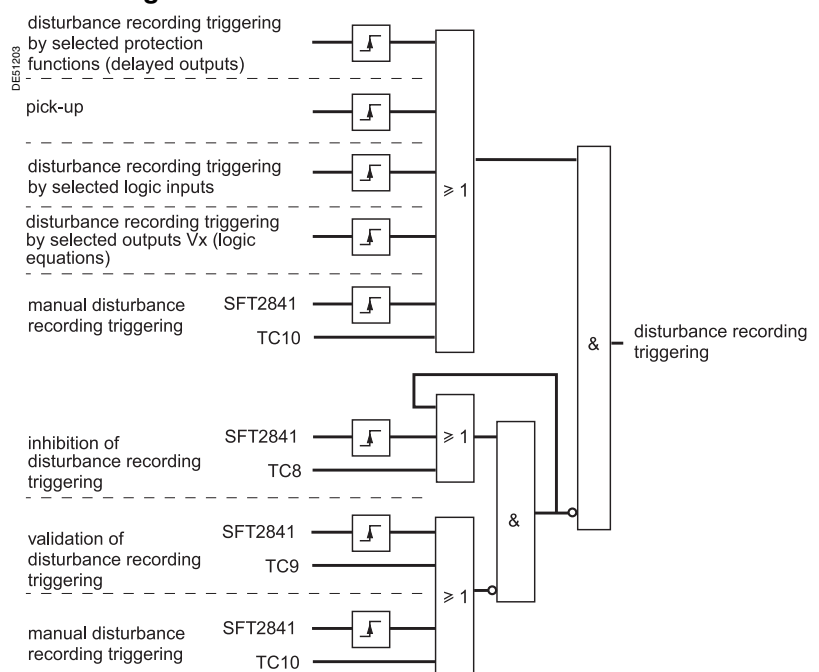 disturbance recording triggering
by selected protection
functions (delayed outputs)
DE51203
pick-up
disturbance recording triggering
by selected logic inputs
≥ 1
disturbance recording triggering
by selected outputs Vx (logic
equations)
manual disturbance
recording triggering
SFT2841
TC10
&
disturbance recording
triggering
inhibition of
disturbance recording
triggering
SFT2841
TC8
≥ 1
&
validation of
disturbance recording
triggering
SFT2841
TC9
≥ 1
manual disturbance
recording triggering
SFT2841
TC10